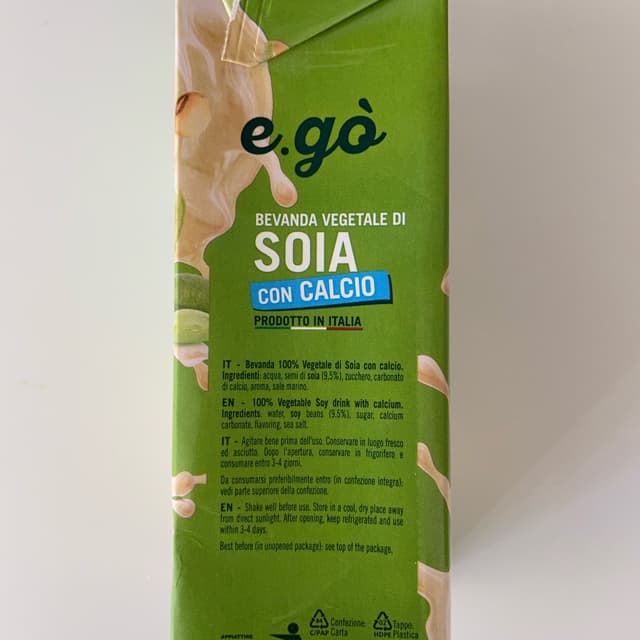 e.gò
BEVANDA VEGETALE DI
SOIA
CON CALCIO
PRODOTTO IN ITALIA
IT - Bevanda 100% Vegetale di Soia con calcio.
Ingredienti: acqua, semi di soia (9,5%), zucchero, carbonato
di calcio, aroma, sale marino.
EN - 100% Vegetable Soy drink with calcium.
Ingredients: water, soy beans (9.5%), sugar, calcium
carbonate, flavoring, sea salt.
IT - Agitare bene prima dell'uso. Conservare in luogo fresco
ed asciutto. Dopo l'apertura, conservare in frigorifero e
consumare entro 3-4 giorni.
Da consumarsi preferibilmente entro (in confezione integra):
vedi parte superiore della confezione.
EN - Shake well before use. Store in a cool, dry place away
from direct sunlight. After opening, keep refrigerated and use
within 3-4 days.
Best before (in unopened package): see top of the package.
APPIATTIRE
84
C/PAP
Confezione:
Carta
02
HDPE
Tappo:
Plastica